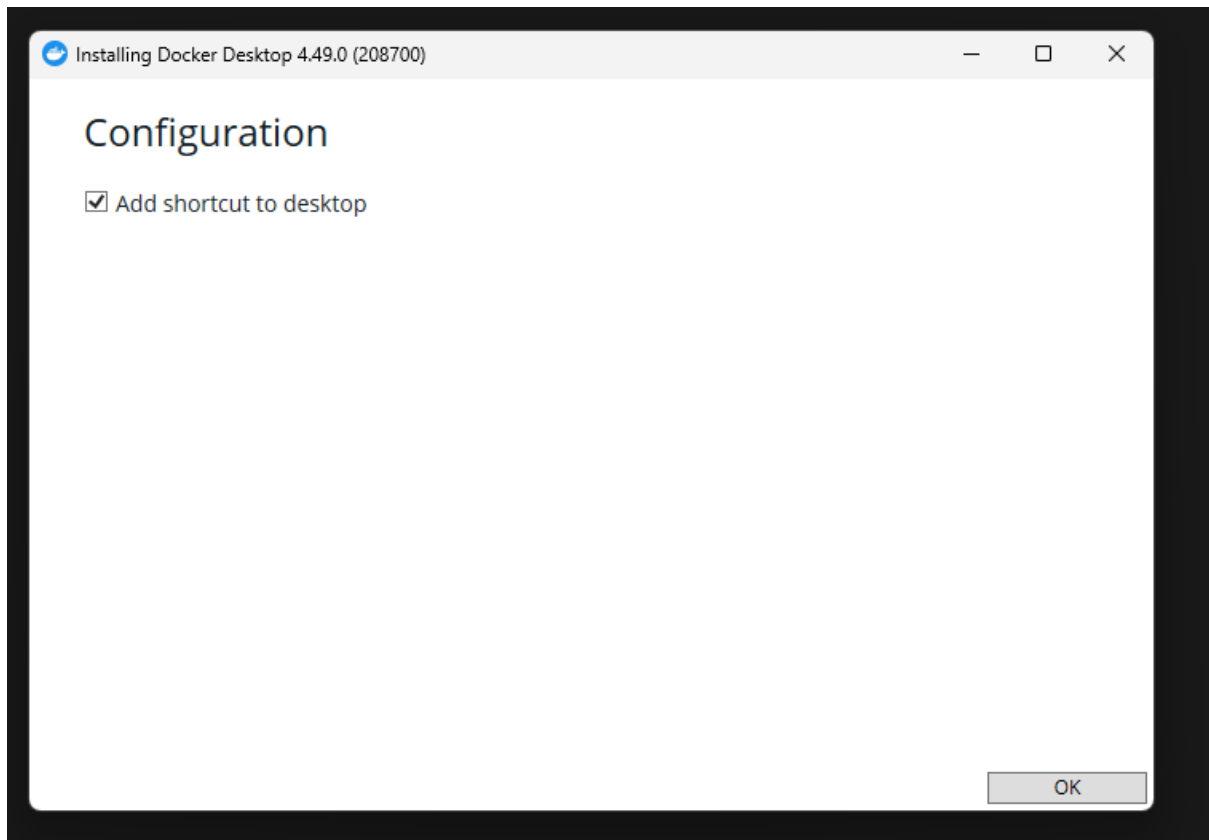 Installing Docker Desktop 4.49.0 (208700)
Configuration
Add shortcut to desktop
OK